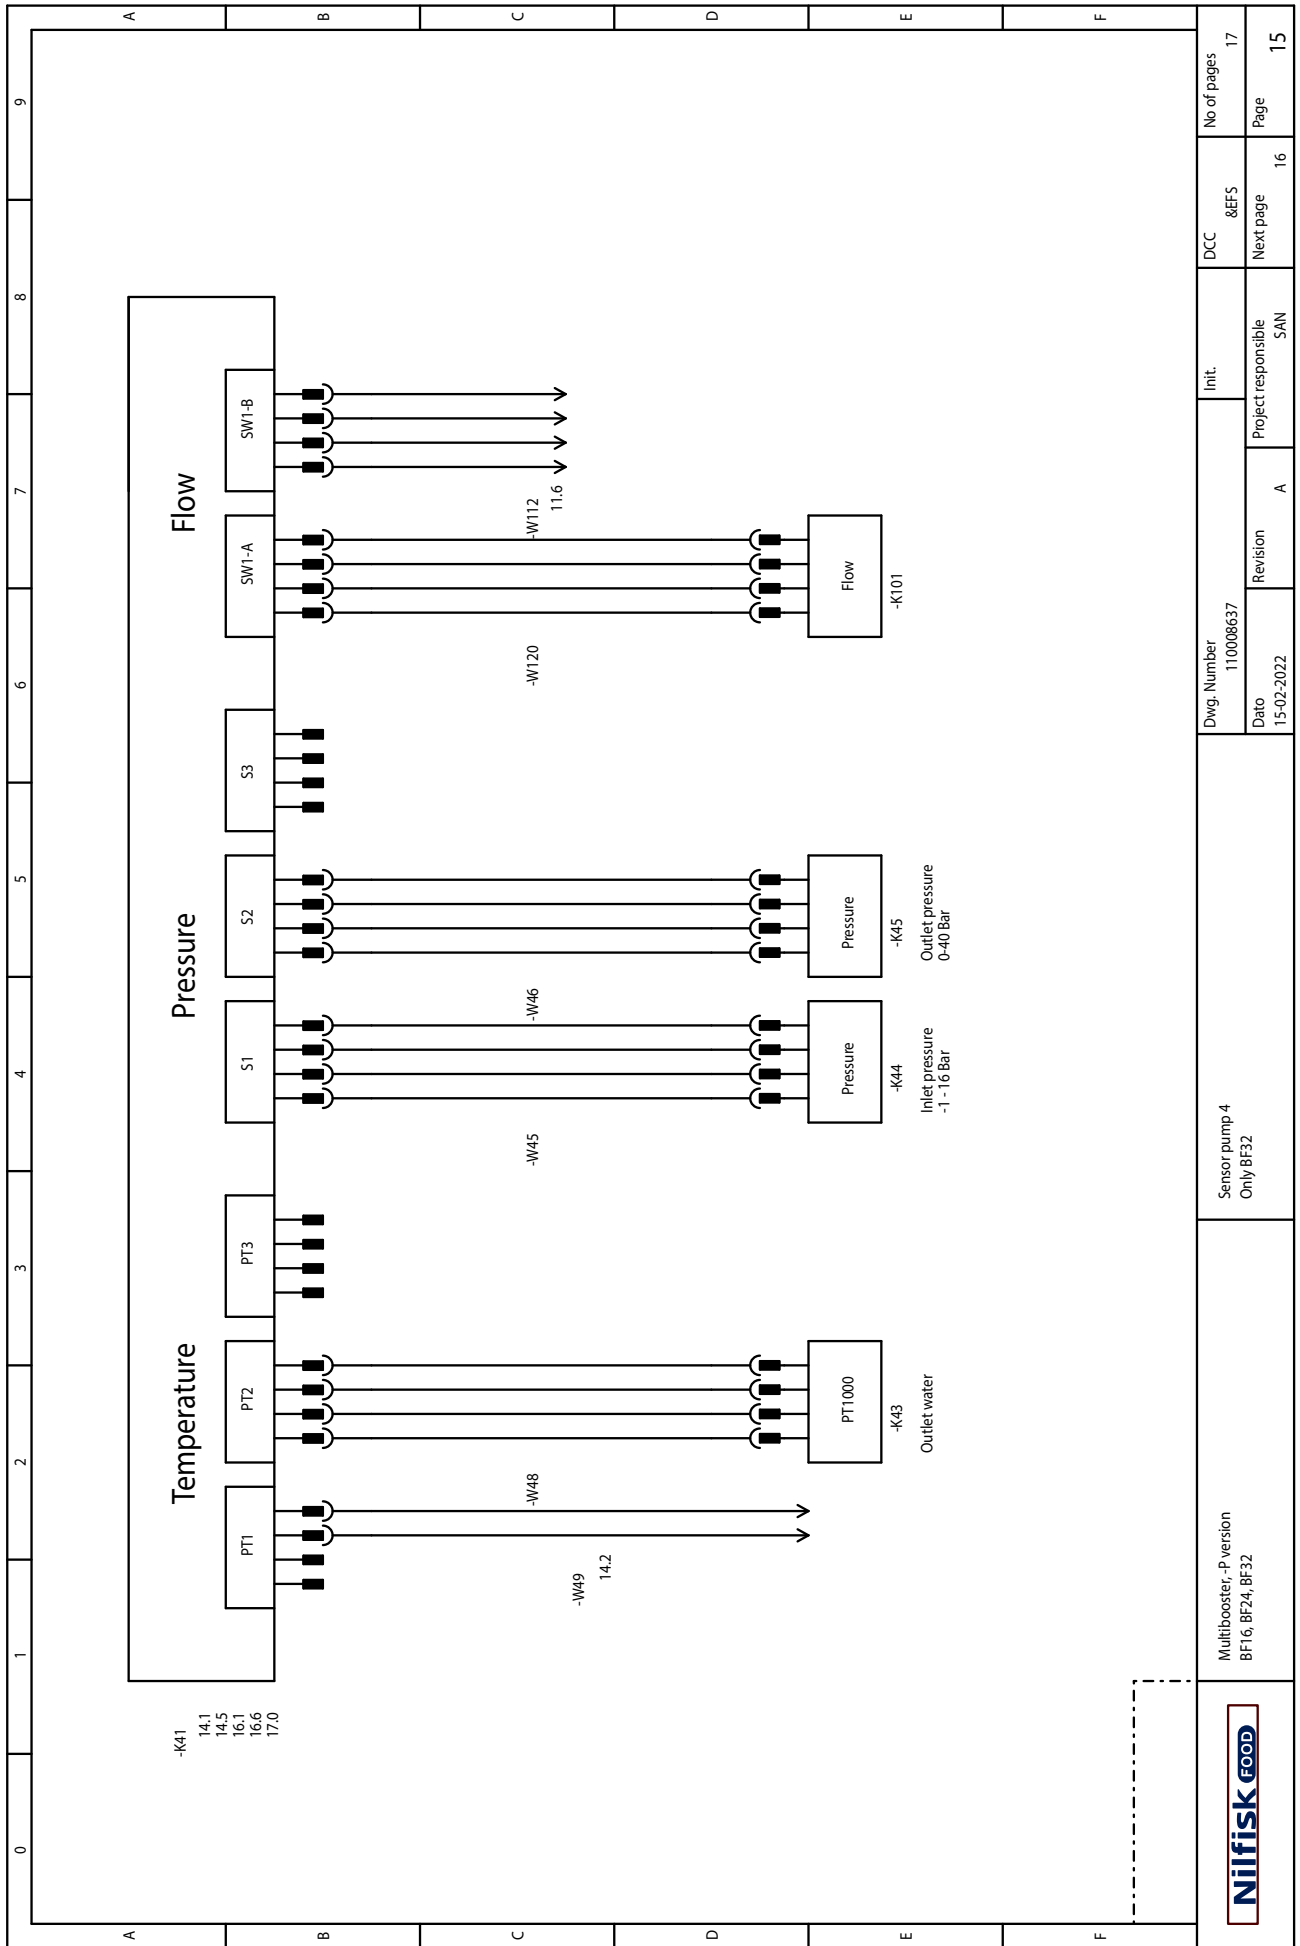 0 1 2 3 4 5 6 7 8 9
A
B
C
D
E
F
A
B
C
D
E
F
-K41
14.1
14.5
16.1
16.6
17.0
Temperature
Pressure
Flow
PT1
PT2
PT3
S1
S2
S3
SW1-A
SW1-B
-W49
14.2
-W48
-W45
-W46
-W120
-W112
11.6
PT1000
-K43
Outlet water
Pressure
-K44
Inlet pressure
-1 - 16 Bar
Pressure
-K45
Outlet pressure
0-40 Bar
Flow
-K101
Nilfisk FOOD
Multibooster, -P version
BF16, BF24, BF32
Sensor pump 4
Only BF32
Dwg. Number
110008637
Init.
DCC
&EFS
No of pages
17
Dato
15-02-2022
Revision
A
Project responsible
SAN
Next page
16
Page
15